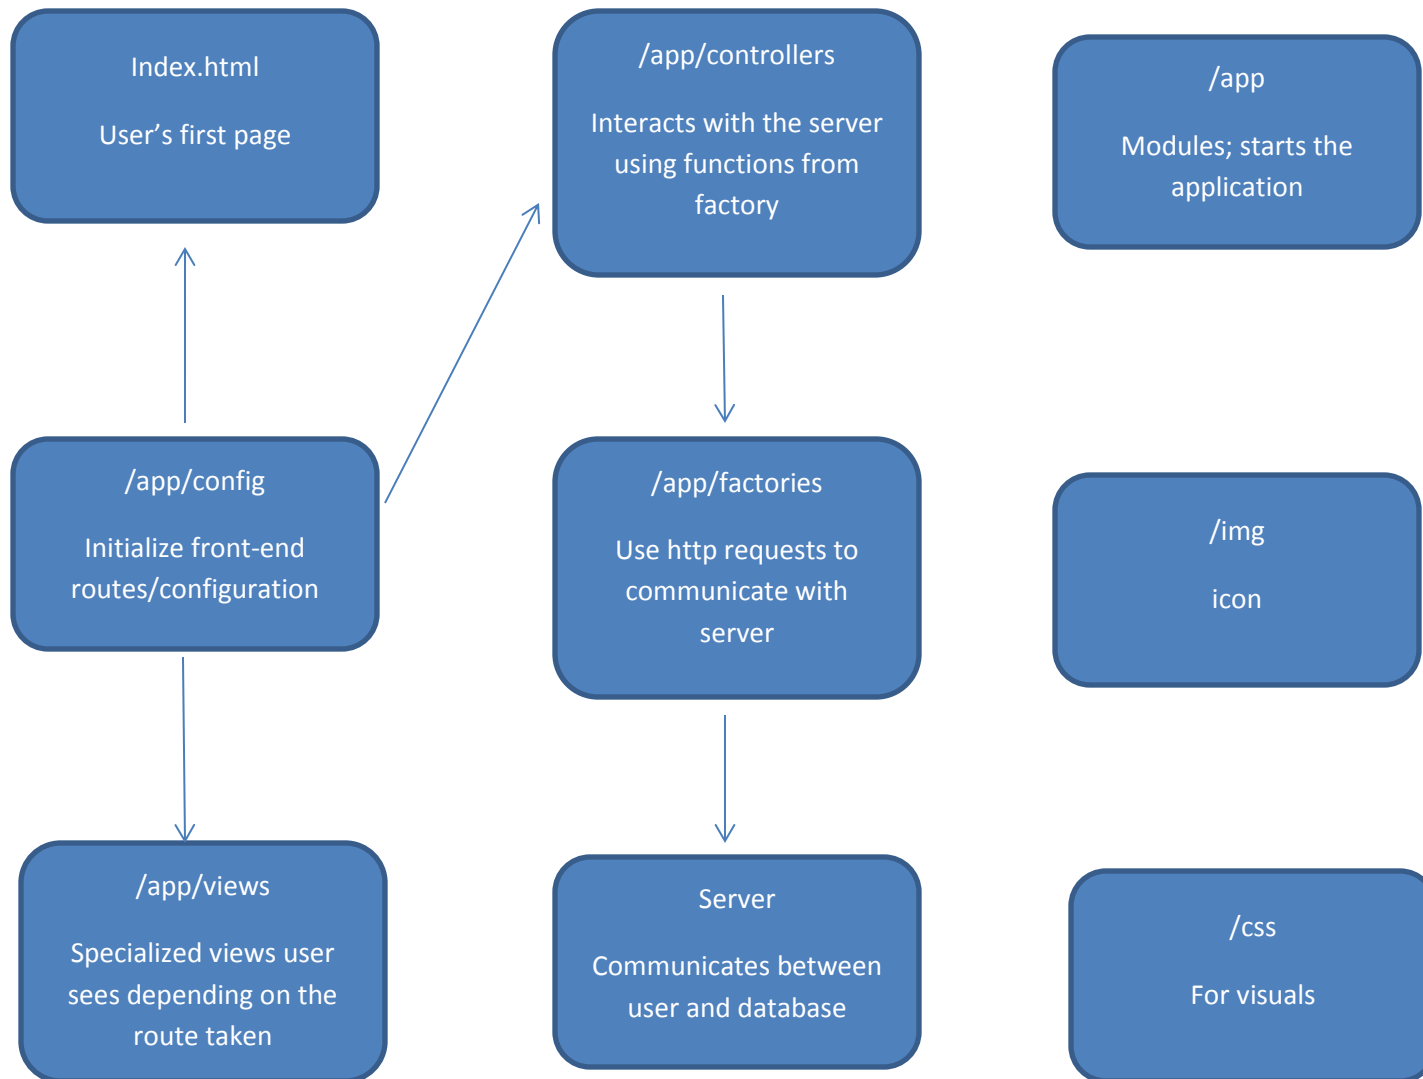 Index.html
User’s first page
/app/controllers
Interacts with the server
using functions from
factory
/app
Modules; starts the
application
/app/config
Initialize front-end
routes/configuration
/app/factories
Use http requests to
communicate with
server
/img
icon
/app/views
Specialized views user
sees depending on the
route taken
Server
Communicates between
user and database
/css
For visuals